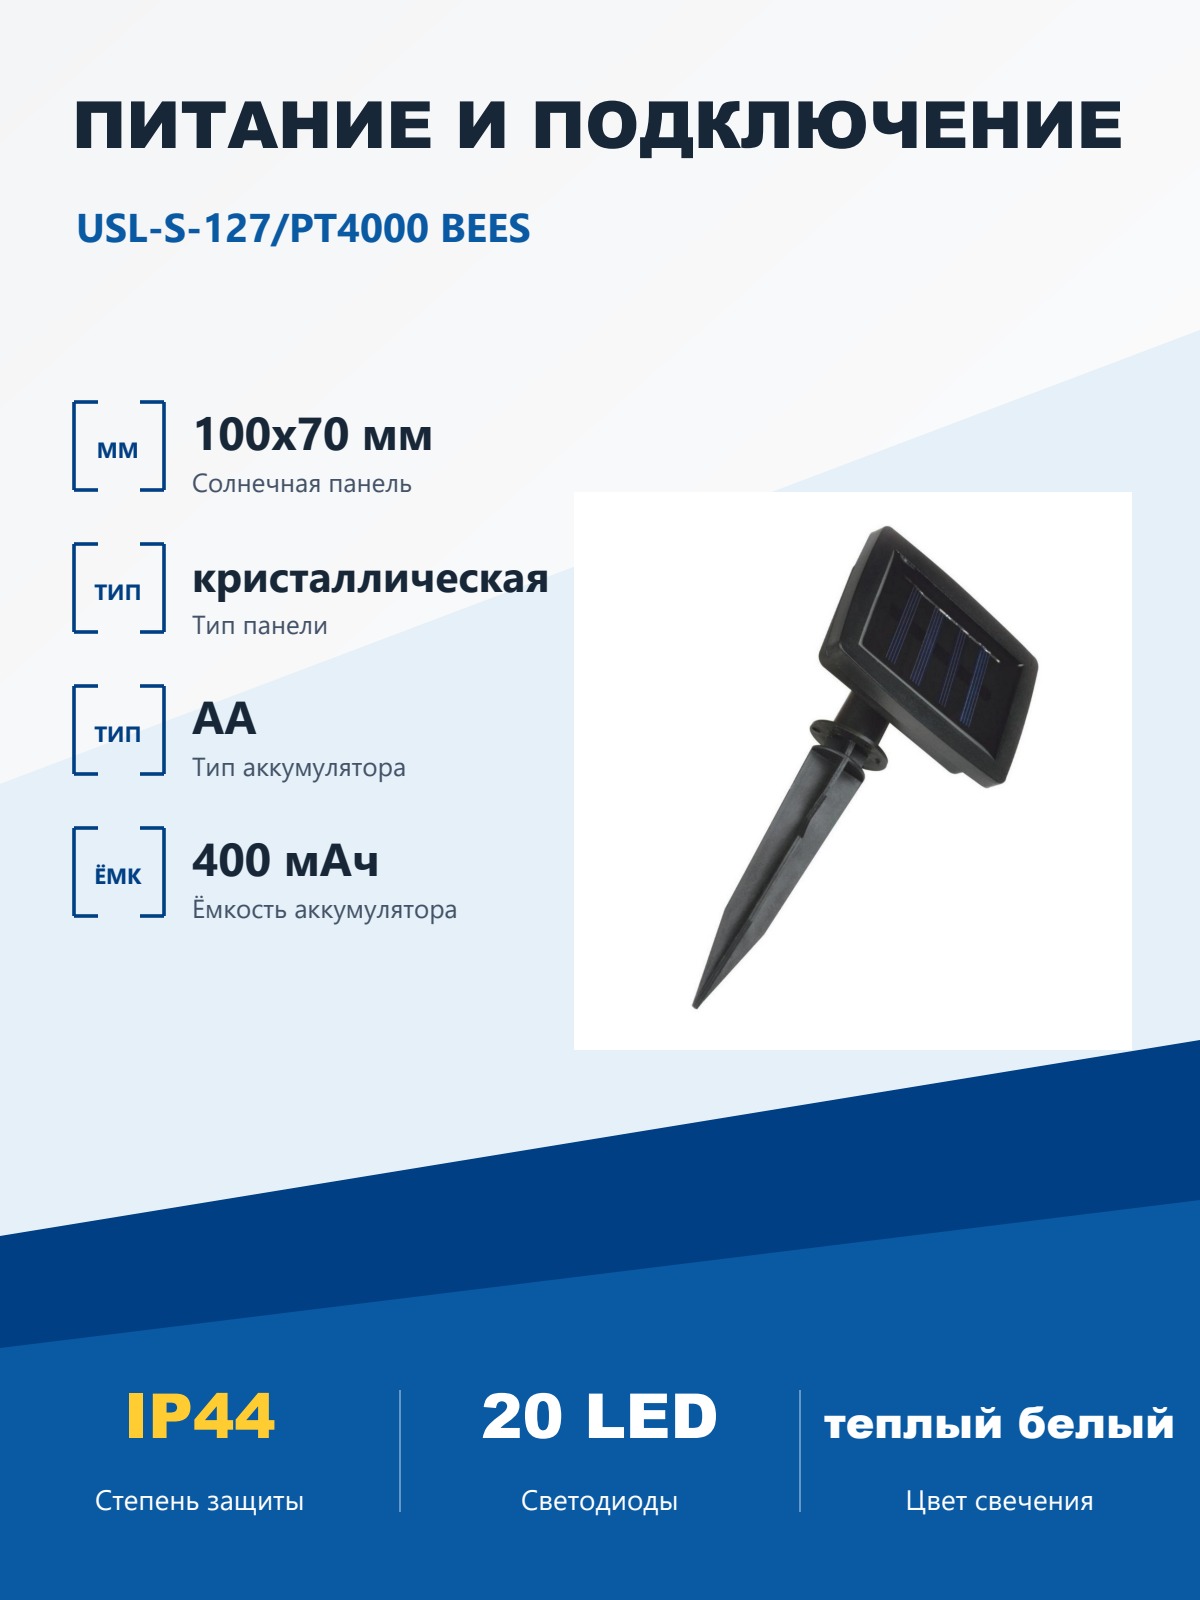 ПИТАНИЕ И ПОДКЛЮЧЕНИЕ
USL-S-127/PT4000 BEES
мм
100x70 мм
Солнечная панель
ТИП
кристаллическая
Тип панели
ТИП
AA
Тип аккумулятора
ЁМК
400 мАч
Ёмкость аккумулятора
IP44
Степень защиты
20 LED
Светодиоды
теплый белый
Цвет свечения